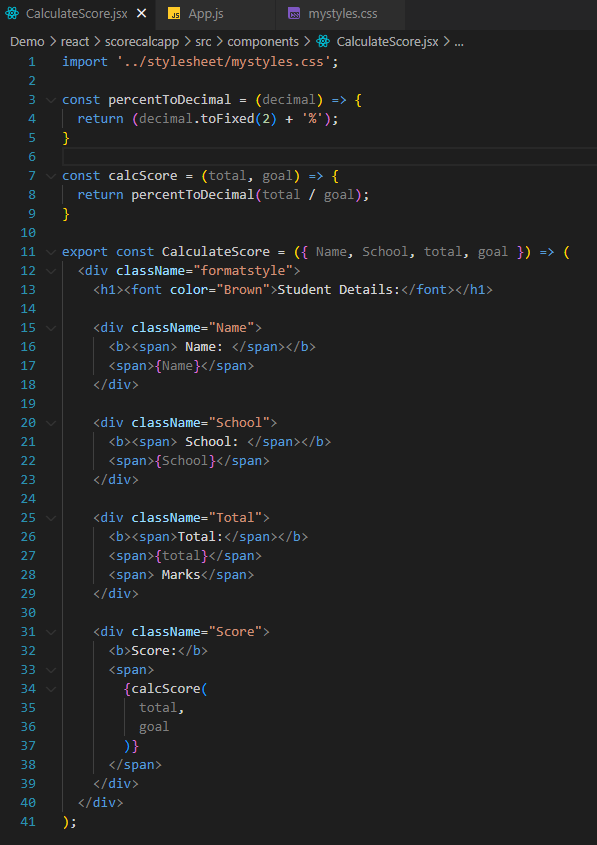 CalculateScore.jsx × JS App.js mystyles.css
Demo > react > scorecalcapp > src > components > CalculateScore.jsx > ...
1 import '../stylesheet/mystyles.css';
2
3 const percentToDecimal = (decimal) => {
4   return (decimal.toFixed(2) + '%');
5 }
6
7 const calcScore = (total, goal) => {
8   return percentToDecimal(total / goal);
9 }
10
11 export const CalculateScore = ({ Name, School, total, goal }) => (
12   <div className="formatstyle">
13     <h1><font color="Brown">Student Details:</font></h1>
14
15     <div className="Name">
16       <b><span> Name: </span></b>
17       <span>{Name}</span>
18     </div>
19
20     <div className="School">
21       <b><span> School: </span></b>
22       <span>{School}</span>
23     </div>
24
25     <div className="Total">
26       <b><span>Total:</span></b>
27       <span>{total}</span>
28       <span> Marks</span>
29     </div>
30
31     <div className="Score">
32       <b>Score:</b>
33       <span>
34         {calcScore(
35           total,
36           goal
37         )}
38       </span>
39     </div>
40   </div>
41 );